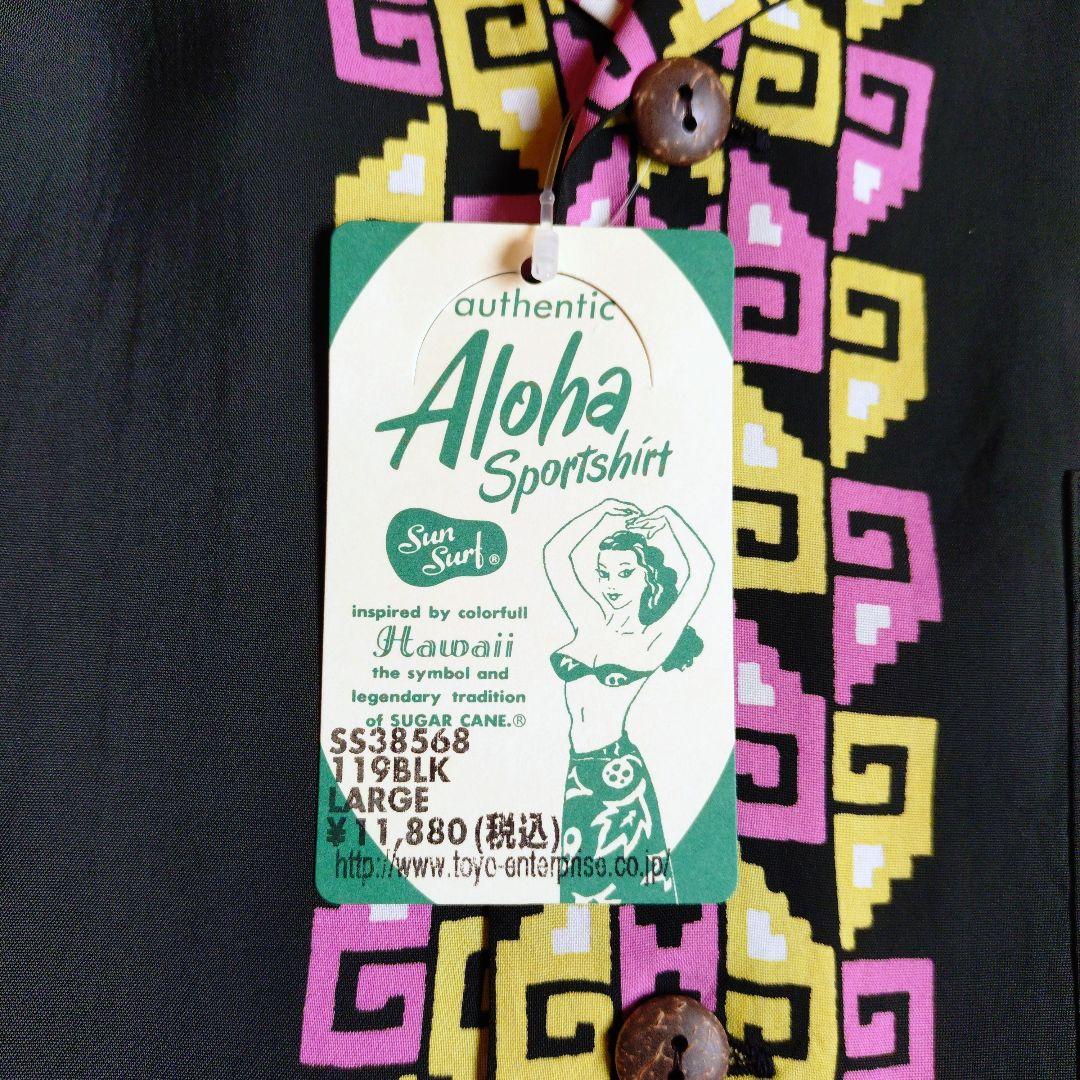 authentic
Aloha
Sportshirt
Sun
Surf®
inspired by colorfull
Hawaii
the symbol and
legendary tradition
of SUGAR CANE.®
SS38568
119BLK
LARGE
¥11,880(税込)
http://www.toyo-enterprise.co.jp/